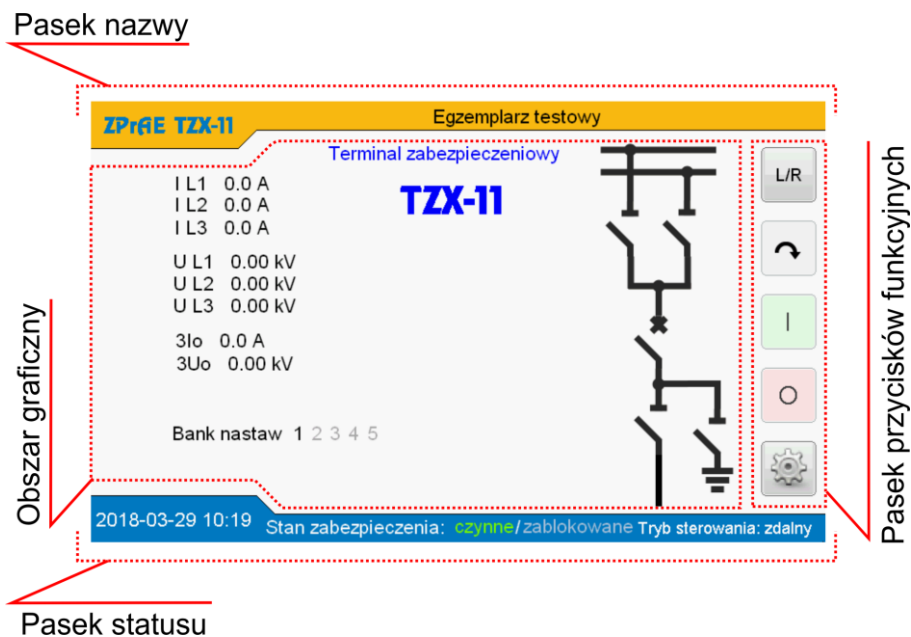 Pasek nazwy
ZPrAE TZX-11
Egzemplarz testowy
Terminal zabezpieczeniowy
TZX-11
I L1 0.0 A
I L2 0.0 A
I L3 0.0 A
U L1 0.00 kV
U L2 0.00 kV
U L3 0.00 kV
3Io 0.0 A
3Uo 0.00 kV
Bank nastaw 1 2 3 4 5
L/R
I
O
Obszar graficzny
Pasek przycisków funkcyjnych
2018-03-29 10:19 Stan zabezpieczenia: czynne/zablokowane Tryb sterowania: zdalny
Pasek statusu